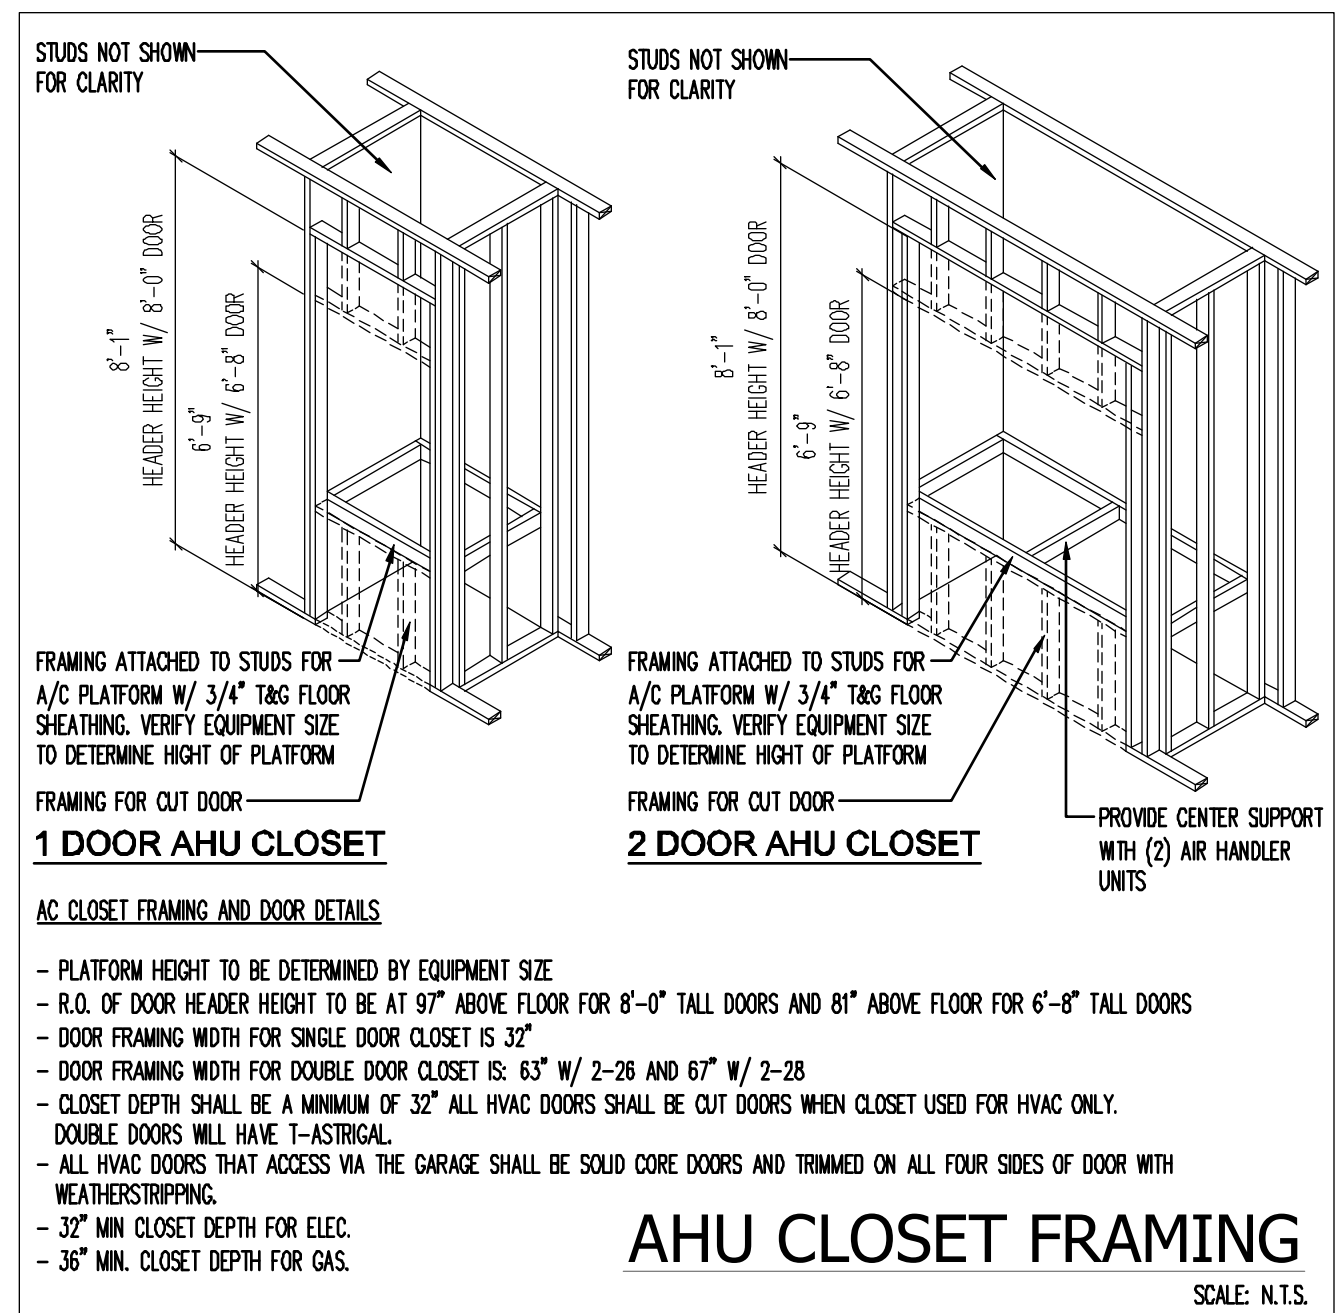 STUDS NOT SHOWN
FOR CLARITY
8'-1"
HEADER HEIGHT W/ 8'-0" DOOR
6'-9"
HEADER HEIGHT W/ 6'-8" DOOR
FRAMING ATTACHED TO STUDS FOR
A/C PLATFORM W/ 3/4" T&G FLOOR
SHEATHING. VERIFY EQUIPMENT SIZE
TO DETERMINE HIGHT OF PLATFORM
FRAMING FOR CUT DOOR
1 DOOR AHU CLOSET
STUDS NOT SHOWN
FOR CLARITY
8'-1"
HEADER HEIGHT W/ 8'-0" DOOR
6'-9"
HEADER HEIGHT W/ 6'-8" DOOR
FRAMING ATTACHED TO STUDS FOR
A/C PLATFORM W/ 3/4" T&G FLOOR
SHEATHING. VERIFY EQUIPMENT SIZE
TO DETERMINE HIGHT OF PLATFORM
FRAMING FOR CUT DOOR
2 DOOR AHU CLOSET
PROVIDE CENTER SUPPORT
WITH (2) AIR HANDLER
UNITS
AC CLOSET FRAMING AND DOOR DETAILS
- PLATFORM HEIGHT TO BE DETERMINED BY EQUIPMENT SIZE
- R.O. OF DOOR HEADER HEIGHT TO BE AT 97" ABOVE FLOOR FOR 8'-0" TALL DOORS AND 81" ABOVE FLOOR FOR 6'-8" TALL DOORS
- DOOR FRAMING WIDTH FOR SINGLE DOOR CLOSET IS 32"
- DOOR FRAMING WIDTH FOR DOUBLE DOOR CLOSET IS: 63" W/ 2-26 AND 67" W/ 2-28
- CLOSET DEPTH SHALL BE A MINIMUM OF 32" ALL HVAC DOORS SHALL BE CUT DOORS WHEN CLOSET USED FOR HVAC ONLY.
DOUBLE DOORS WILL HAVE T-ASTRIGAL.
- ALL HVAC DOORS THAT ACCESS VIA THE GARAGE SHALL BE SOLID CORE DOORS AND TRIMMED ON ALL FOUR SIDES OF DOOR WITH
WEATHERSTRIPPING.
- 32" MIN CLOSET DEPTH FOR ELEC.
- 36" MIN. CLOSET DEPTH FOR GAS.
AHU CLOSET FRAMING
SCALE: N.T.S.